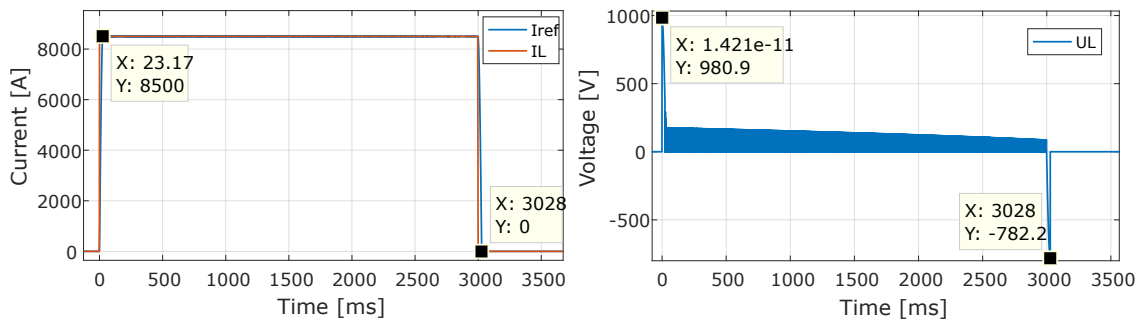 Iref
IL
X: 23.17
Y: 8500
X: 3028
Y: 0
Current [A]
8000
6000
4000
2000
0
0 500 1000 1500 2000 2500 3000 3500
Time [ms]
UL
X: 1.421e-11
Y: 980.9
X: 3028
Y: -782.2
Voltage [V]
1000
500
0
-500
0 500 1000 1500 2000 2500 3000 3500
Time [ms]